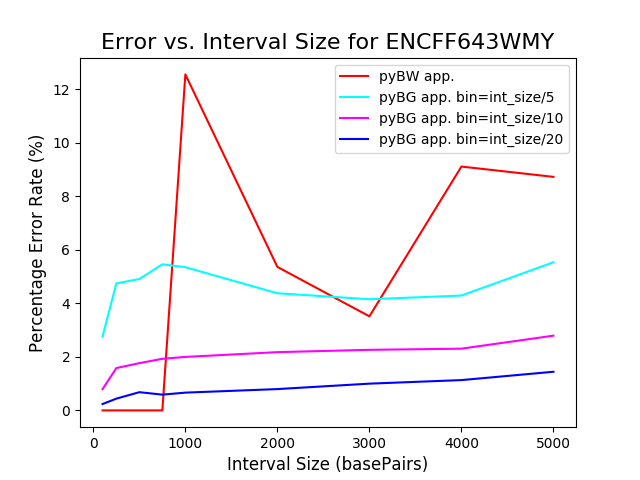 Error vs. Interval Size for ENCFF643WMY
pyBW app.
pyBG app. bin=int_size/5
pyBG app. bin=int_size/10
pyBG app. bin=int_size/20
Percentage Error Rate (%)
12
10
8
6
4
2
0
0 1000 2000 3000 4000 5000
Interval Size (basePairs)